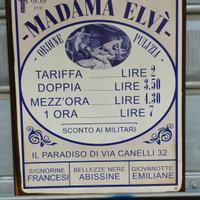 MADAMA ELVÌ
ORDINE PULIZIA
TARIFFA LIRE 2
DOPPIA LIRE 3.50
MEZZ'ORA LIRE 4.30
1 ORA LIRE 7
SCONTO AI MILITARI
IL PARADISO DI VIA CANELLI 32
SIGNORINE BELLEZZE NERE GIOVANOTTE
FRANCESI ABISSINE EMILIANE